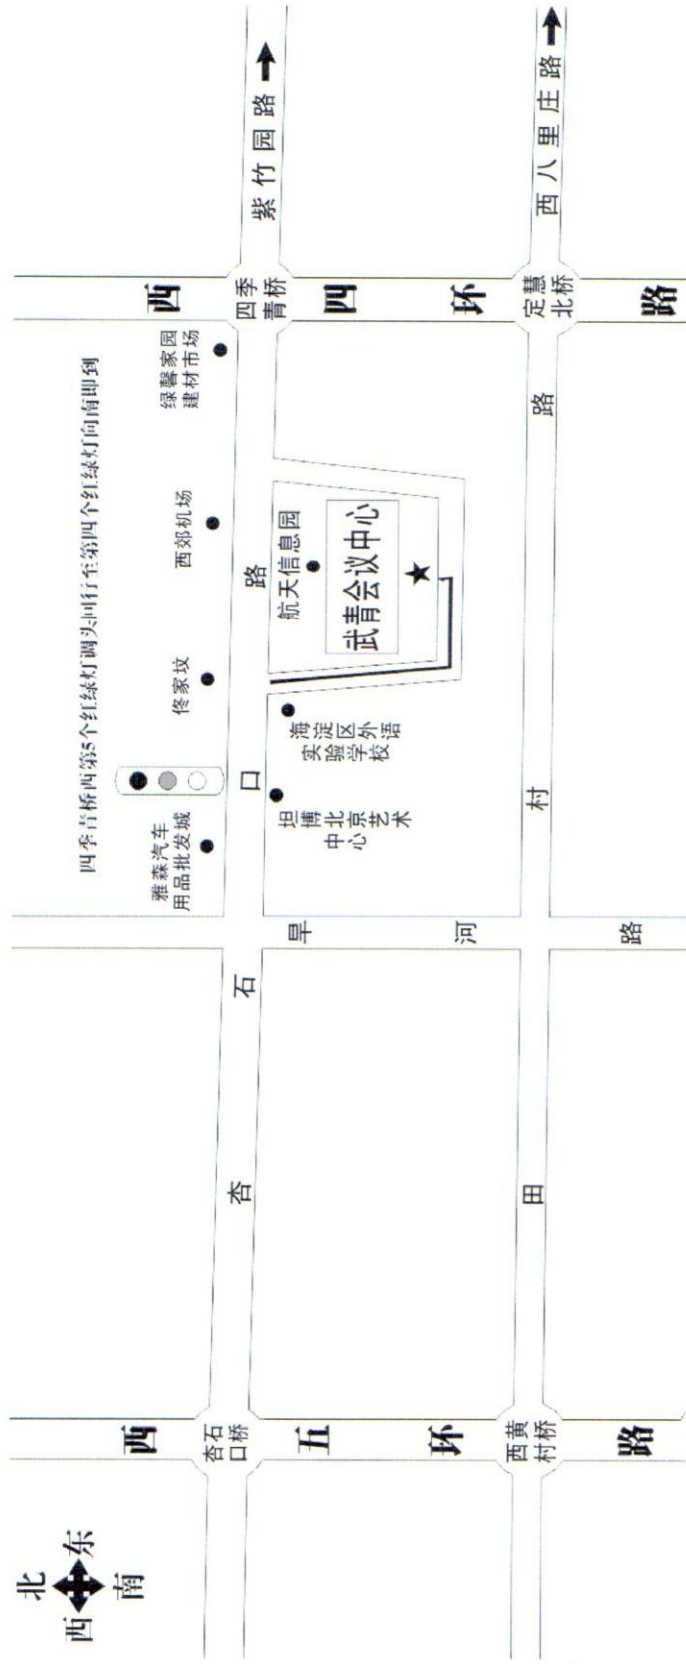 四季青桥西第5个红绿灯调头回行至第四个红绿灯向南即到
北
西
东
南
雅森汽车
用品批发城
佟家坟
西郊机场
绿馨家园
建材市场
西四环路
四季
青桥
定慧
北桥
紫竹园路
西八里庄路
杏石口路
航天信息园
武青会议中心
海淀区外语
实验学校
坦博北京艺术
中心
旱河路
田村路
西五环路
杏石
口桥
西黄
村桥